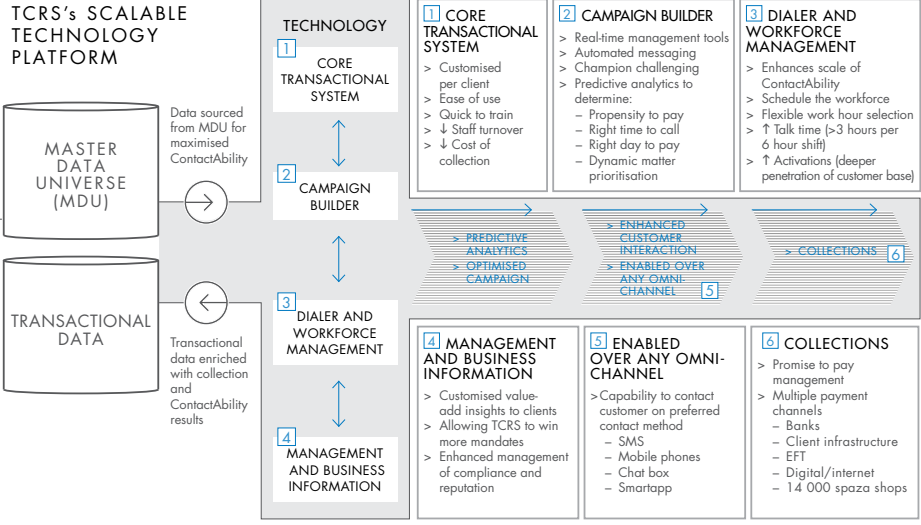 TCRS's SCALABLE
TECHNOLOGY
PLATFORM
MASTER
DATA
UNIVERSE
(MDU)
TRANSACTIONAL
DATA
Data sourced
from MDU for
maximised
ContactAbility
Transactional
data enriched
with collection
and
ContactAbility
results
TECHNOLOGY
1
CORE
TRANSACTIONAL
SYSTEM
2
CAMPAIGN
BUILDER
3
DIALER AND
WORKFORCE
MANAGEMENT
4
MANAGEMENT
AND BUSINESS
INFORMATION
1 CORE
TRANSACTIONAL
SYSTEM
> Customised
per client
> Ease of use
> Quick to train
> ↓ Staff turnover
> ↓ Cost of
collection
2 CAMPAIGN BUILDER
> Real-time management tools
> Automated messaging
> Champion challenging
> Predictive analytics to
determine:
– Propensity to pay
– Right time to call
– Right day to pay
– Dynamic matter
prioritisation
3 DIALER AND
WORKFORCE
MANAGEMENT
> Enhances scale of
ContactAbility
> Schedule the workforce
> Flexible work hour selection
> ↑ Talk time (>3 hours per
6 hour shift)
> ↑ Activations (deeper
penetration of customer base)
> PREDICTIVE
ANALYTICS
> OPTIMISED
CAMPAIGN
> ENHANCED
CUSTOMER
INTERACTION
> ENABLED OVER
ANY OMNI-
CHANNEL
5
> COLLECTIONS
6
4 MANAGEMENT
AND BUSINESS
INFORMATION
> Customised value-
add insights to clients
> Allowing TCRS to win
more mandates
> Enhanced management
of compliance and
reputation
5 ENABLED
OVER ANY OMNI-
CHANNEL
>Capability to contact
customer on preferred
contact method
– SMS
– Mobile phones
– Chat box
– Smartapp
6 COLLECTIONS
> Promise to pay
management
> Multiple payment
channels
– Banks
– Client infrastructure
– EFT
– Digital/internet
– 14 000 spaza shops